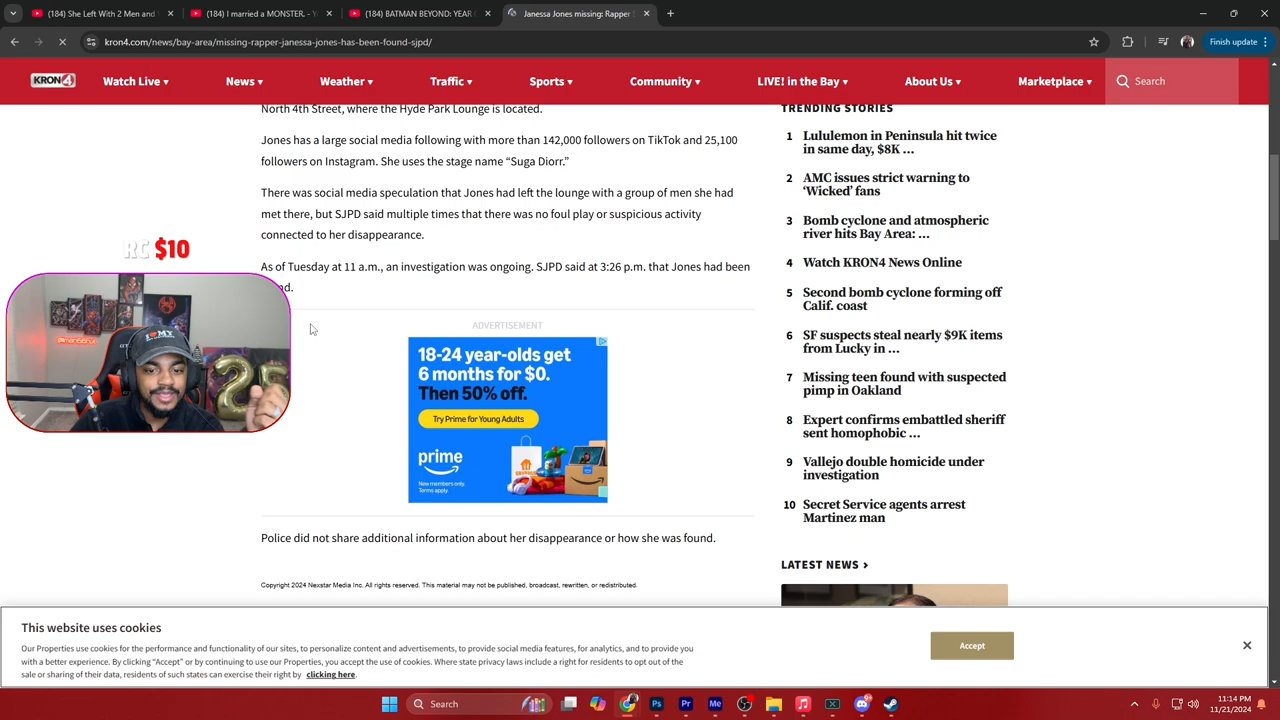 (184) She Left With 2 Men and
(184) I married a MONSTER. - Y
(184) BATMAN BEYOND: YEAR
Janessa Jones missing: Rapper S
kron4.com/news/bay-area/missing-rapper-janessa-jones-has-been-found-sjpd/
Finish update
KRON4
Watch Live
News
Weather
Traffic
Sports
Community
LIVE! in the Bay
About Us
Marketplace
Search
North 4th Street, where the Hyde Park Lounge is located.
Jones has a large social media following with more than 142,000 followers on TikTok and 25,100
followers on Instagram. She uses the stage name “Suga Diorr.”
There was social media speculation that Jones had left the lounge with a group of men she had
met there, but SJPD said multiple times that there was no foul play or suspicious activity
connected to her disappearance.
As of Tuesday at 11 a.m., an investigation was ongoing. SJPD said at 3:26 p.m. that Jones had been
nd.
RC $10
ADVERTISEMENT
18-24 year-olds get
6 months for $0.
Then 50% off.
Try Prime for Young Adults
prime
New members only.
Terms apply.
Police did not share additional information about her disappearance or how she was found.
Copyright 2024 Nexstar Media Inc. All rights reserved. This material may not be published, broadcast, rewritten, or redistributed.
TRENDING STORIES
1 Lululemon in Peninsula hit twice
in same day, $8K ...
2 AMC issues strict warning to
‘Wicked’ fans
3 Bomb cyclone and atmospheric
river hits Bay Area: ...
4 Watch KRON4 News Online
5 Second bomb cyclone forming off
Calif. coast
6 SF suspects steal nearly $9K items
from Lucky in ...
7 Missing teen found with suspected
pimp in Oakland
8 Expert confirms embattled sheriff
sent homophobic ...
9 Vallejo double homicide under
investigation
10 Secret Service agents arrest
Martinez man
LATEST NEWS ›
This website uses cookies
Our Properties use cookies for the performance and functionality of our sites, to personalize content and advertisements, to provide social media features, for analytics, and to provide you
with a better experience. By clicking “Accept” or by continuing to use our Properties, you accept the use of cookies. Where state privacy laws include a right for residents to opt out of the
sale or sharing of their data, residents of such states can exercise their right by clicking here.
Accept
Search
11:14 PM
11/21/2024